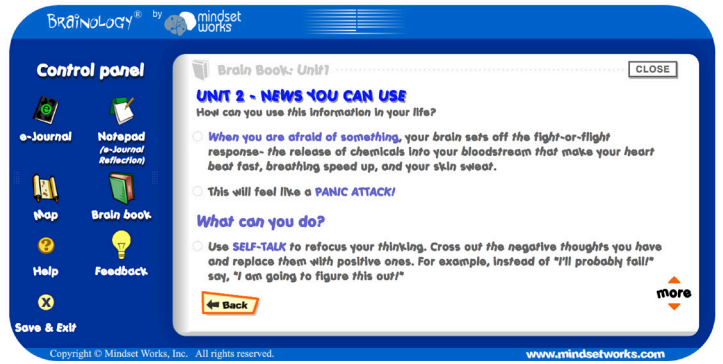 BRAiNOLOGY® by mindset works
Control panel
e-Journal
Notepad
(e-Journal
Reflection)
Map
Brain book
Help
Feedback
Save & Exit
Brain Book: Unit1
CLOSE
UNIT 2 - NEWS YOU CAN USE
How can you use this information in your life?
When you are afraid of something, your brain sets off the fight-or-flight
response- the release of chemicals into your bloodstream that make your heart
beat fast, breathing speed up, and your skin sweat.
This will feel like a PANIC ATTACK!
What can you do?
Use SELF-TALK to refocus your thinking. Cross out the negative thoughts you have
and replace them with positive ones. For example, instead of "I'll probably fail!"
say, "I am going to figure this out!"
Back
more
Copyright © Mindset Works, Inc. All rights reserved.
www.mindsetworks.com